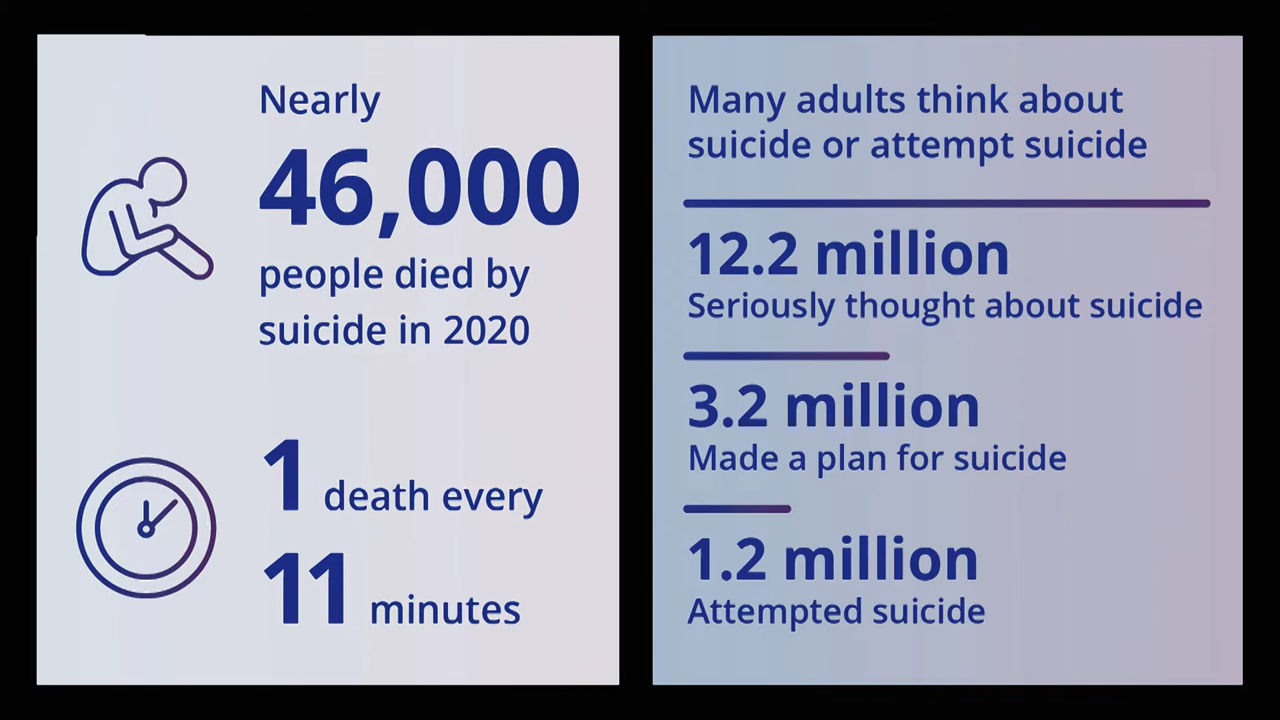 Nearly
46,000
people died by
suicide in 2020
1 death every
11 minutes
Many adults think about
suicide or attempt suicide
12.2 million
Seriously thought about suicide
3.2 million
Made a plan for suicide
1.2 million
Attempted suicide